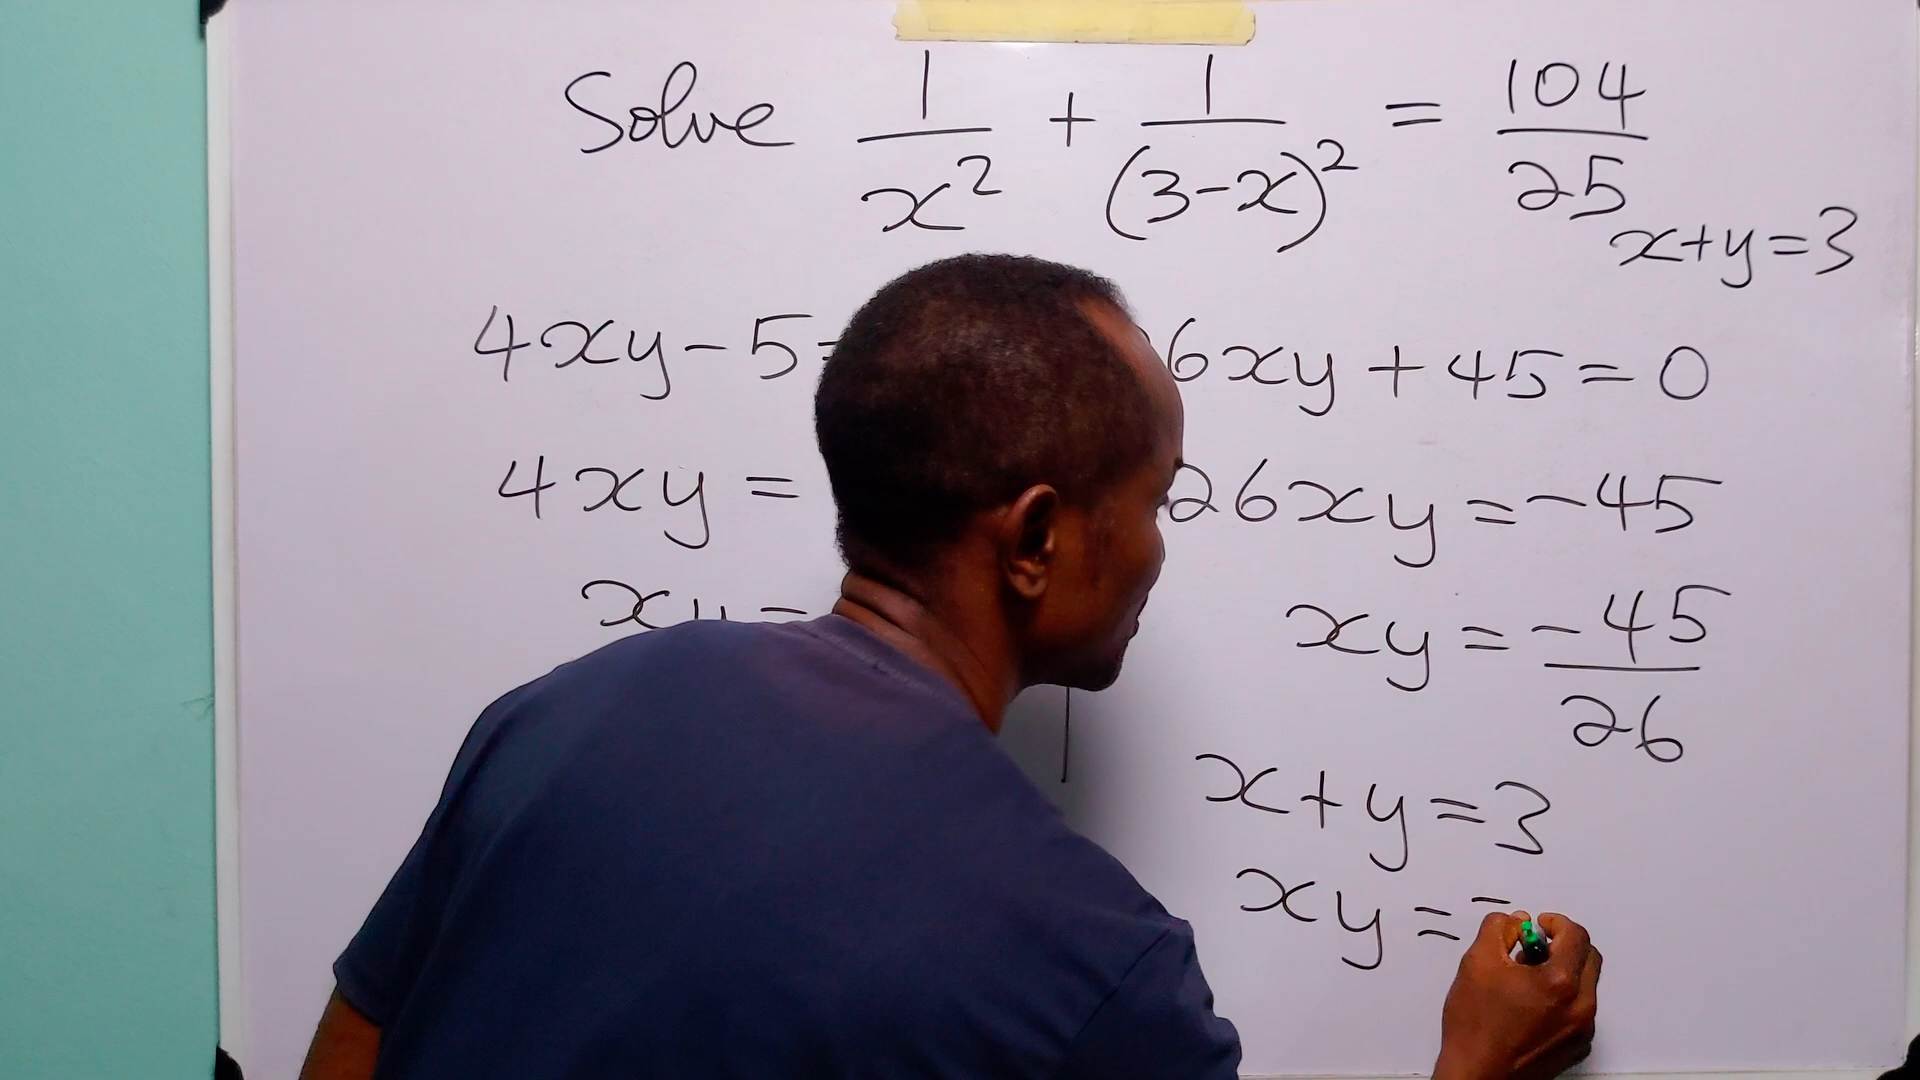 Solve 1/x² + 1/(3-x)² = 104/25
x+y=3
4xy-5=
6xy+45=0
4xy=
26xy=-45
xy=
xy=-45/26
x+y=3
xy=-